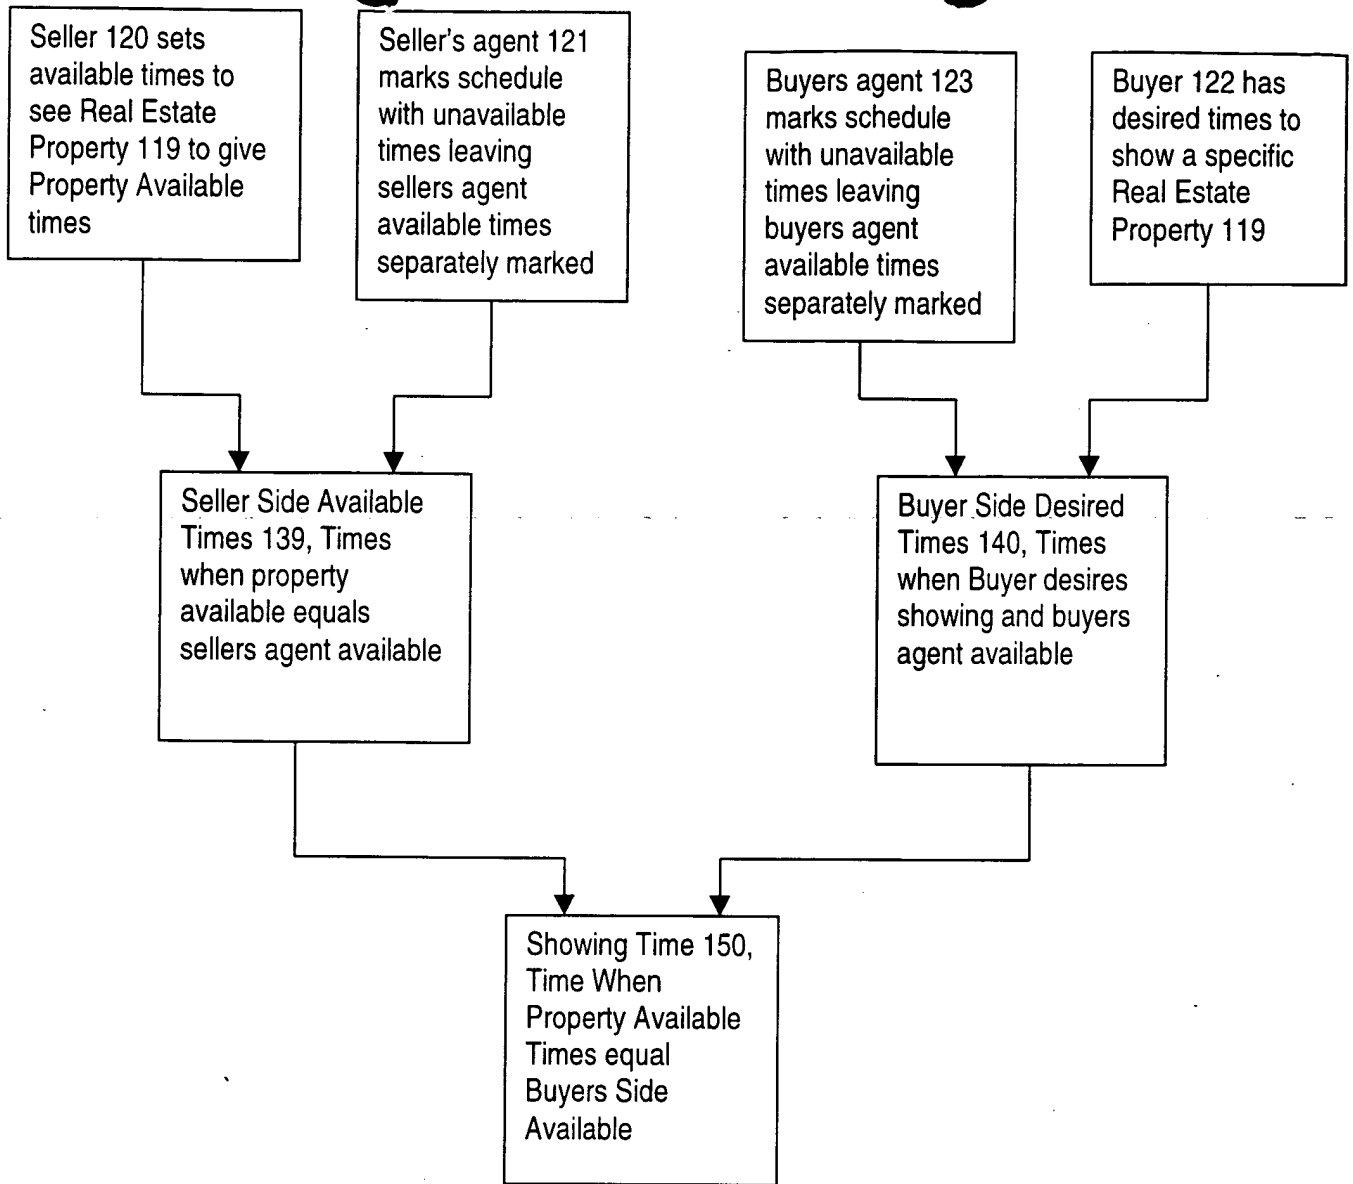 Seller 120 sets
available times to
see Real Estate
Property 119 to give
Property Available
times
Seller's agent 121
marks schedule
with unavailable
times leaving
sellers agent
available times
separately marked
Buyers agent 123
marks schedule
with unavailable
times leaving
buyers agent
available times
separately marked
Buyer 122 has
desired times to
show a specific
Real Estate
Property 119
Seller Side Available
Times 139, Times
when property
available equals
sellers agent available
Buyer Side Desired
Times 140, Times
when Buyer desires
showing and buyers
agent available
Showing Time 150,
Time When
Property Available
Times equal
Buyers Side
Available